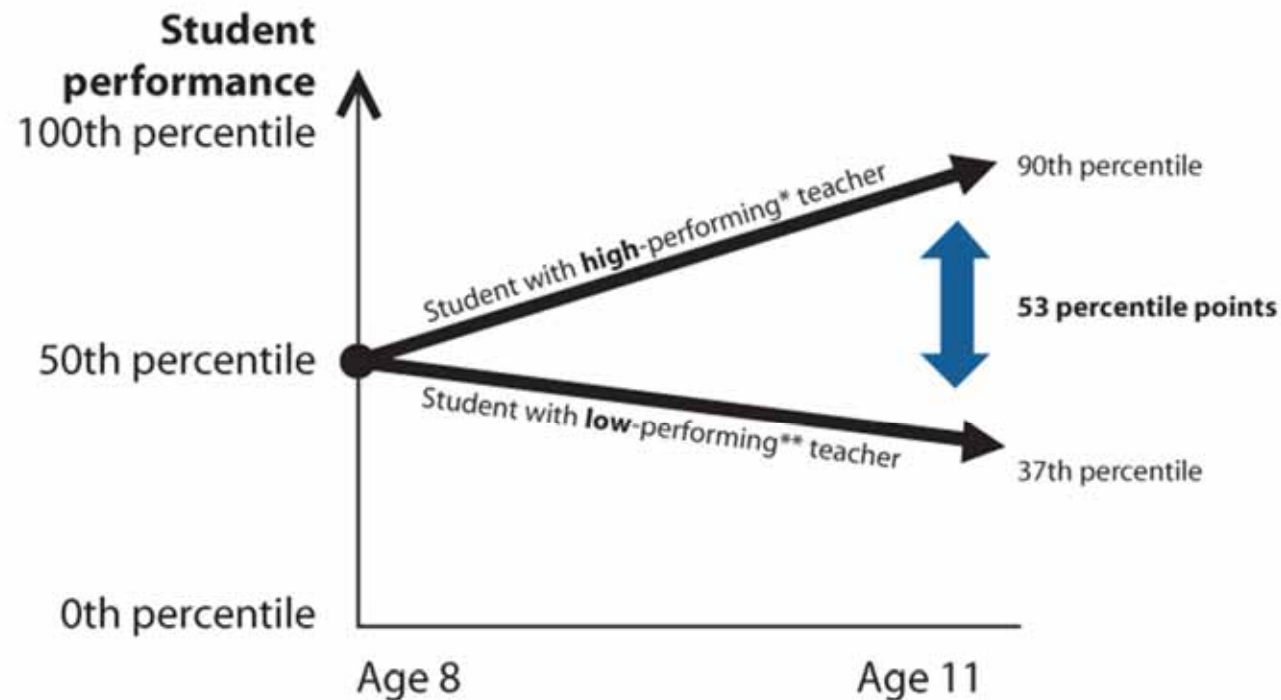 Student
performance
100th percentile
90th percentile
Student with high-performing* teacher
53 percentile points
50th percentile
Student with low-performing** teacher
37th percentile
0th percentile
Age 8
Age 11